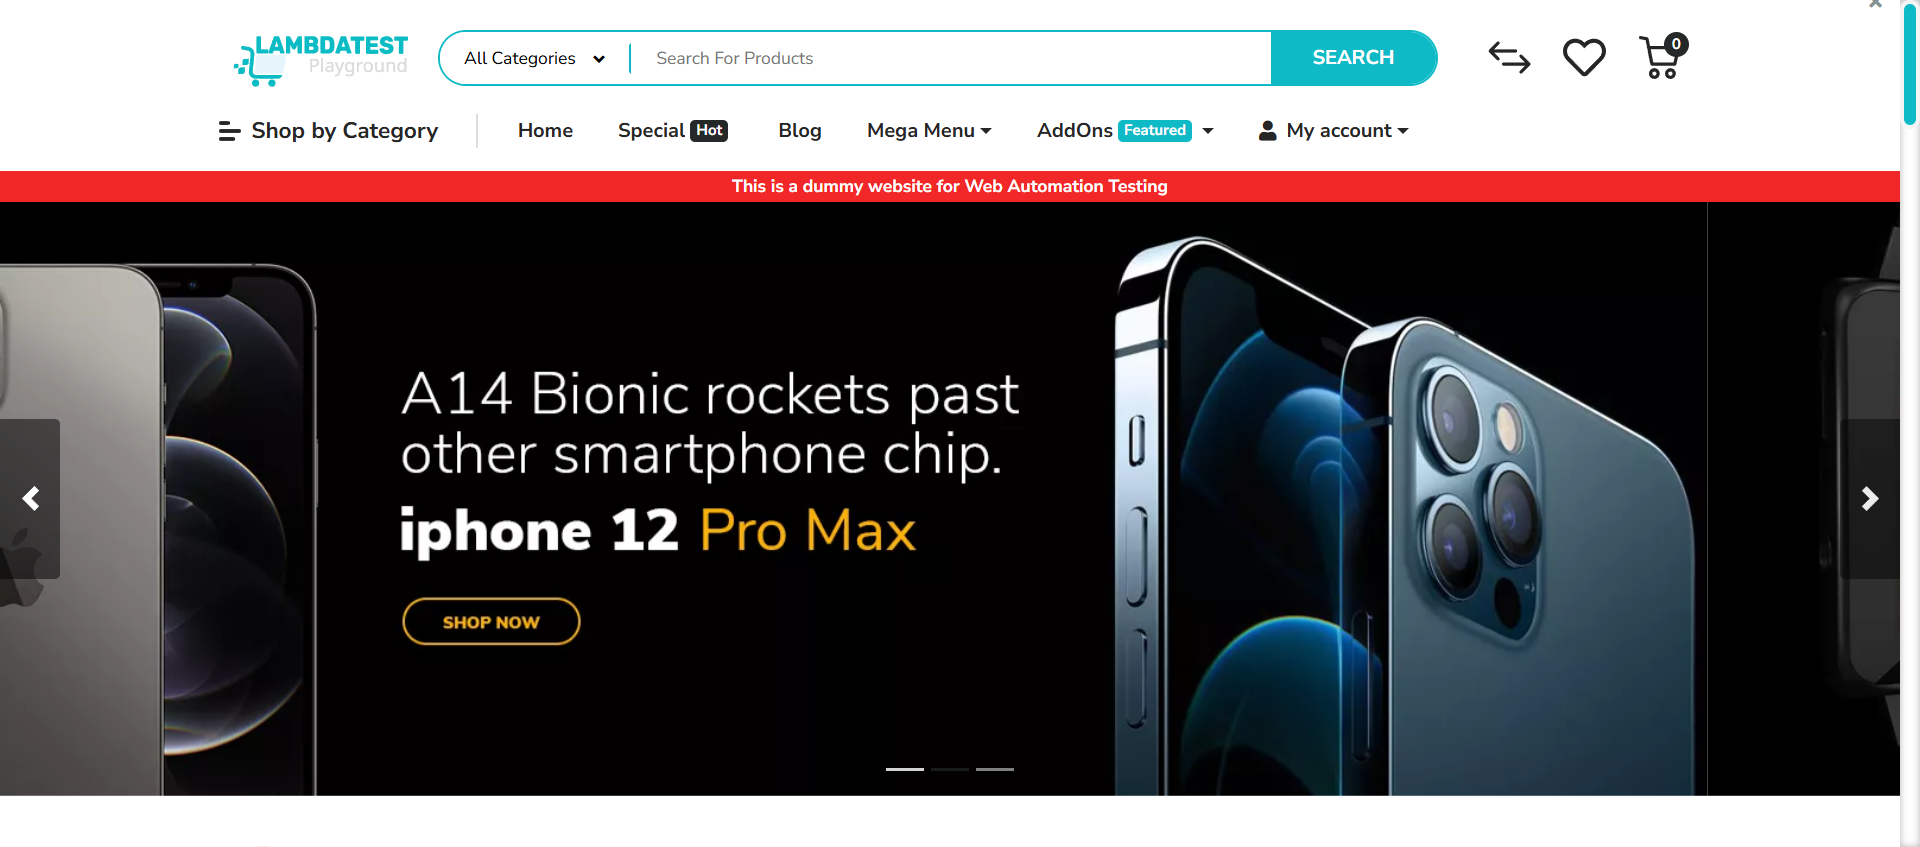 LAMBDATEST
Playground
All Categories
Search For Products
SEARCH
0
Shop by Category
Home
Special Hot
Blog
Mega Menu
AddOns Featured
My account
This is a dummy website for Web Automation Testing
A14 Bionic rockets past
other smartphone chip.
iphone 12 Pro Max
SHOP NOW